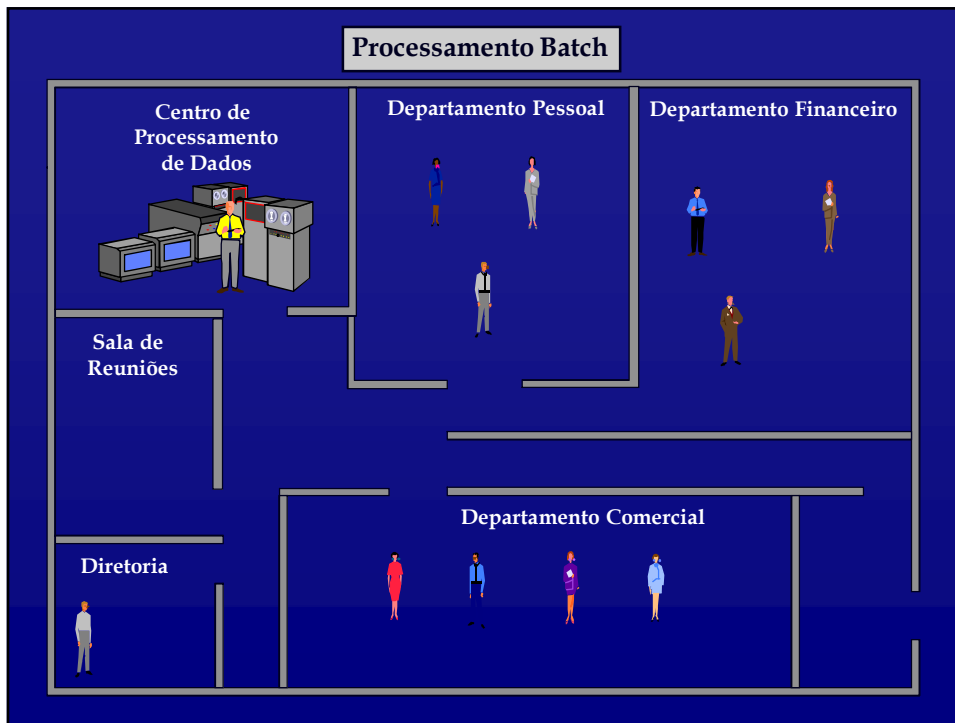 Processamento Batch
Centro de
Processamento
de Dados
Departamento Pessoal
Departamento Financeiro
Sala de
Reuniões
Departamento Comercial
Diretoria